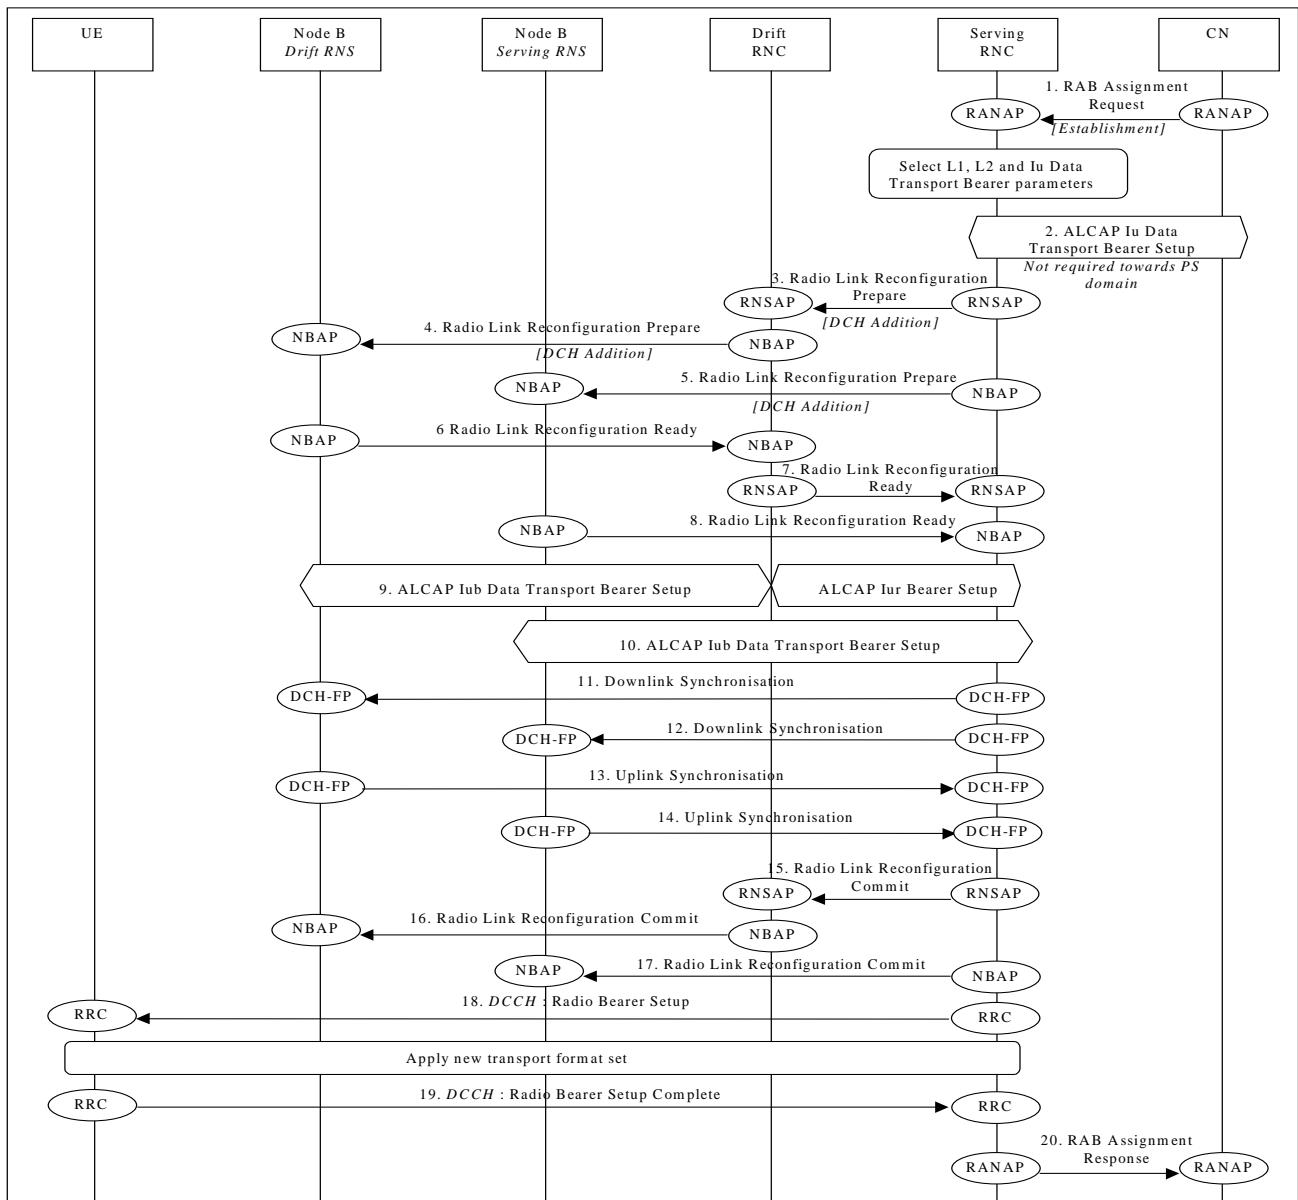 UE
Node B
Drift RNS
Node B
Serving RNS
Drift
RNC
Serving
RNC
CN
1. RAB Assignment
Request
RANAP
RANAP
[Establishment]
Select L1, L2 and Iu Data
Transport Bearer parameters
2. ALCAP Iu Data
Transport Bearer Setup
Not required towards PS
domain
3. Radio Link Reconfiguration
Prepare
RNSAP
RNSAP
[DCH Addition]
4. Radio Link Reconfiguration Prepare
NBAP
NBAP
[DCH Addition]
5. Radio Link Reconfiguration Prepare
NBAP
NBAP
[DCH Addition]
6 Radio Link Reconfiguration Ready
NBAP
NBAP
7. Radio Link Reconfiguration
Ready
RNSAP
RNSAP
8. Radio Link Reconfiguration Ready
NBAP
NBAP
9. ALCAP Iub Data Transport Bearer Setup
ALCAP Iur Bearer Setup
10. ALCAP Iub Data Transport Bearer Setup
11. Downlink Synchronisation
DCH-FP
DCH-FP
12. Downlink Synchronisation
DCH-FP
DCH-FP
13. Uplink Synchronisation
DCH-FP
DCH-FP
14. Uplink Synchronisation
DCH-FP
DCH-FP
15. Radio Link Reconfiguration
Commit
RNSAP
RNSAP
16. Radio Link Reconfiguration Commit
NBAP
NBAP
17. Radio Link Reconfiguration Commit
NBAP
NBAP
18. DCCH : Radio Bearer Setup
RRC
RRC
Apply new transport format set
19. DCCH : Radio Bearer Setup Complete
RRC
RRC
20. RAB Assignment
Response
RANAP
RANAP